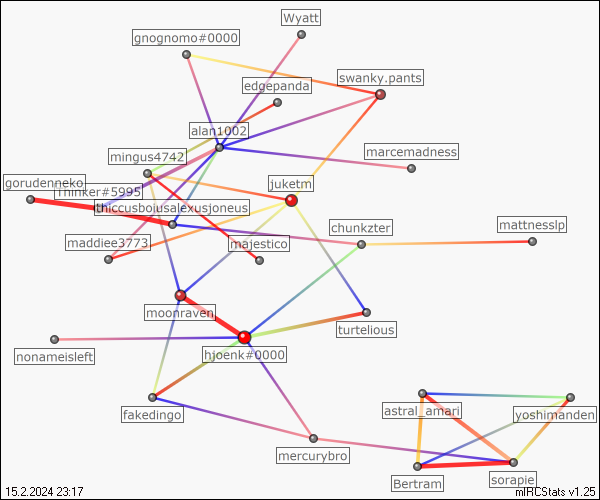 Wyatt
gnognomo#0000
swanky.pants
edgepanda
alan1002
marcemadness
mingus4742
gorudenneko
Thinker#5995
juketm
thiccusboiusalexusjoneus
chunkzter
mattnesslp
maddiee3773
majestico
moonraven
turtelious
hjoenk#0000
nonameisleft
fakedingo
astral_amari
yoshimanden
mercurybro
Bertram
sorapie
15.2.2024 23:17
mIRCStats v1.25